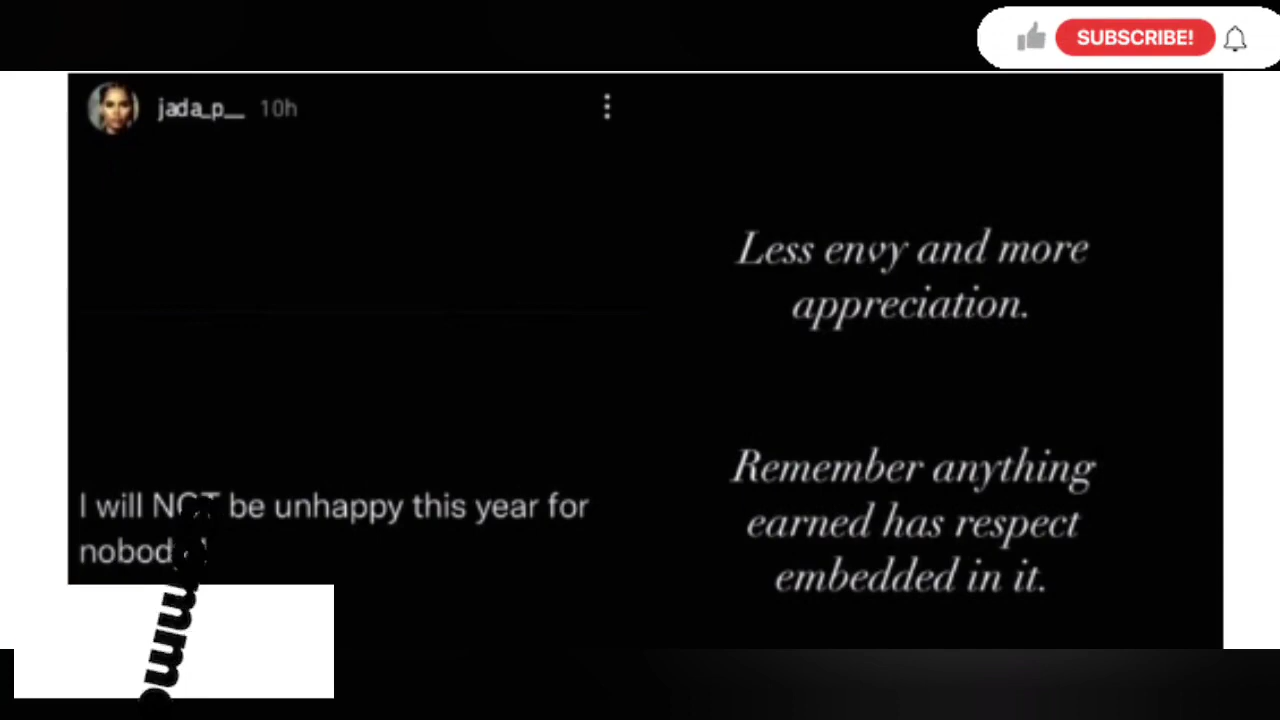 SUBSCRIBE!
jada_p__ 10h
I will NOT be unhappy this year for
Less envy and more
appreciation.
Remember anything
earned has respect
embedded in it.